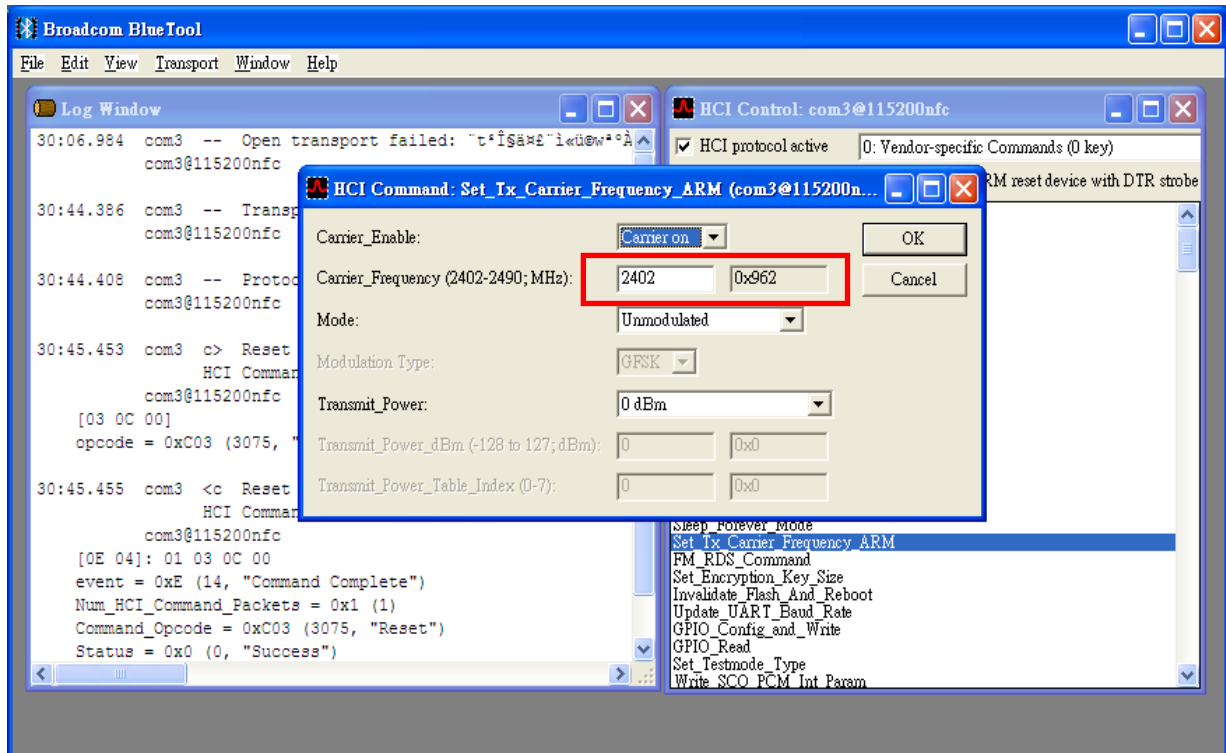 Broadcom BlueTool
File Edit View Transport Window Help
Log Window
30:06.984 com3 -- Open transport failed: ¨t²Î§ä¤£¨ì«ü©wªºÀ
com3@115200nfc
30:44.386 com3 -- Transp
com3@115200nfc
30:44.408 com3 -- Protoc
com3@115200nfc
30:45.453 com3 c> Reset
HCI Comman
com3@115200nfc
[03 0C 00]
opcode = 0xC03 (3075, "
30:45.455 com3 <c Reset
HCI Comman
com3@115200nfc
[0E 04]: 01 03 0C 00
event = 0xE (14, "Command Complete")
Num_HCI_Command_Packets = 0x1 (1)
Command_Opcode = 0xC03 (3075, "Reset")
Status = 0x0 (0, "Success")
HCI Control: com3@115200nfc
HCI protocol active 0: Vendor-specific Commands (0 key)
RM reset device with DTR strobe
HCI Command: Set_Tx_Carrier_Frequency_ARM (com3@115200n...
Carrier_Enable: Carrier on OK
Carrier_Frequency (2402-2490; MHz): 2402 0x962 Cancel
Mode: Unmodulated
Modulation Type: GFSK
Transmit_Power: 0 dBm
Transmit_Power_dBm (-128 to 127; dBm): 0 0x0
Transmit_Power_Table_Index (0-7): 0 0x0
Sleep_Forever_Mode
Set_Tx_Carrier_Frequency_ARM
FM_RDS_Command
Set_Encryption_Key_Size
Invalidate_Flash_And_Reboot
Update_UART_Baud_Rate
GPIO_Config_and_Write
GPIO_Read
Set_Testmode_Type
Write_SCO_PCM_Int_Param